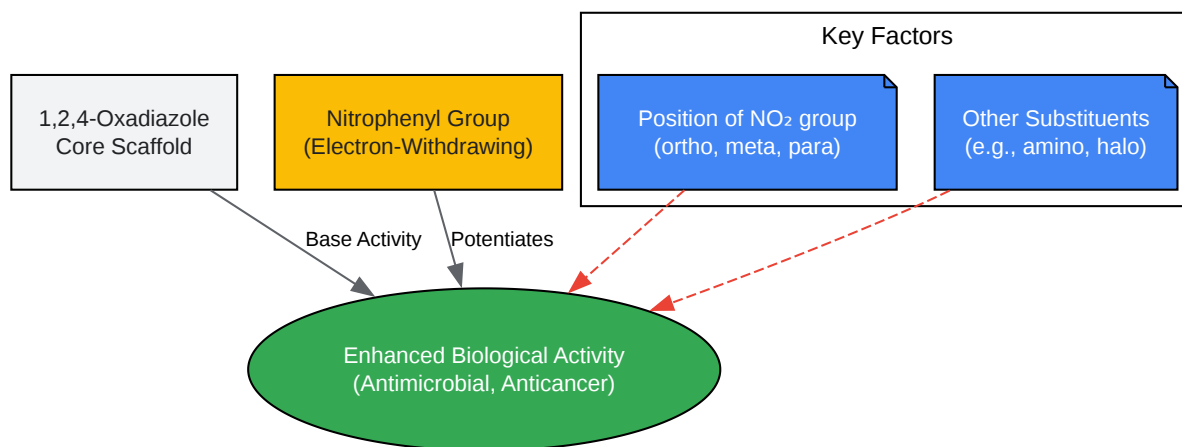 Key Factors
1,2,4-Oxadiazole
Core Scaffold
Nitrophenyl Group
(Electron-Withdrawing)
Position of NO₂ group
(ortho, meta, para)
Other Substituents
(e.g., amino, halo)
Base Activity
Potentiates
Enhanced Biological Activity
(Antimicrobial, Anticancer)